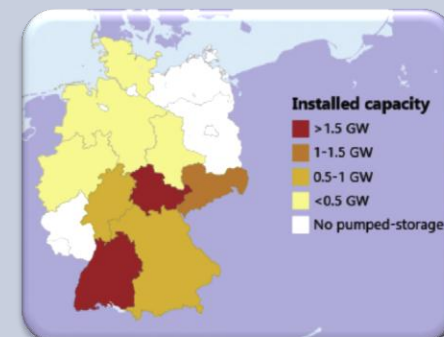 Installed capacity
>1.5 GW
1-1.5 GW
0.5-1 GW
<0.5 GW
No pumped-storage